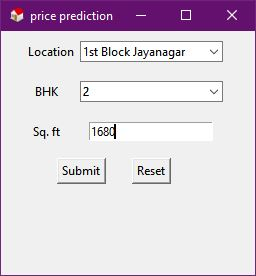 price prediction
Location 1st Block Jayanagar
BHK 2
Sq. ft 1680
Submit Reset